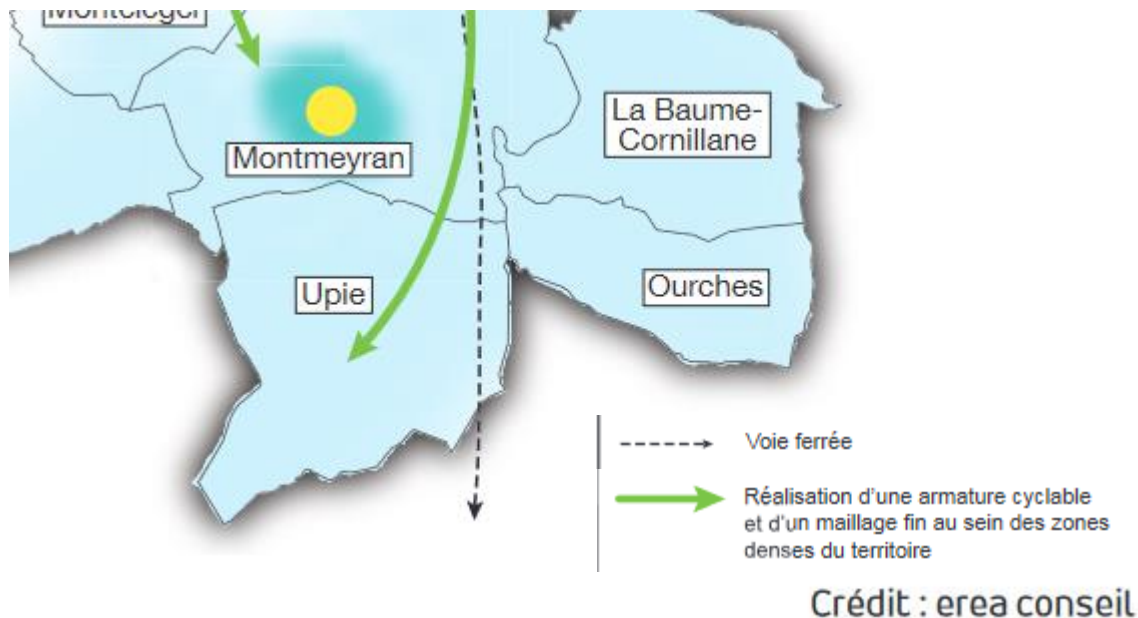 Montéléger
La Baume-
Cornillane
Montmeyran
Upie
Ourches
Voie ferrée
Réalisation d'une armature cyclable
et d'un maillage fin au sein des zones
denses du territoire
Crédit : erea conseil